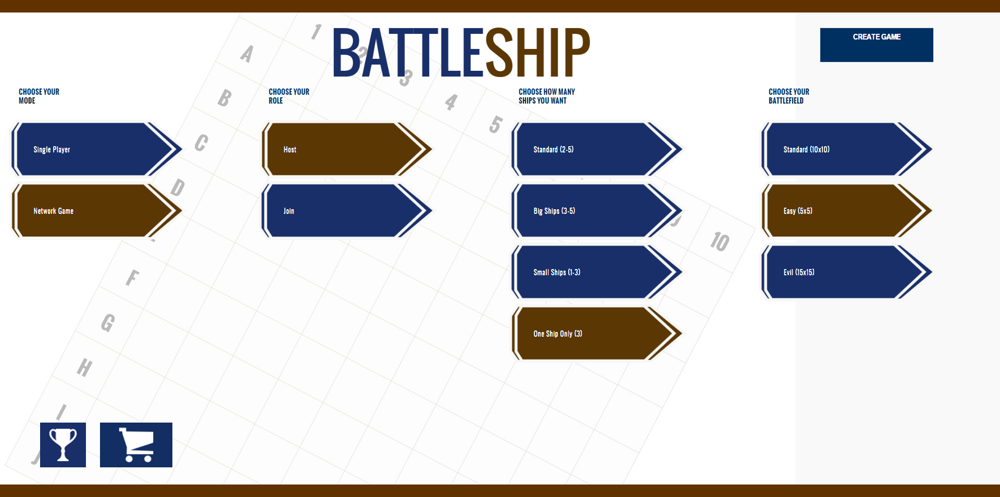 BATTLESHIP
CREATE GAME
CHOOSE YOUR
MODE
Single Player
Network Game
CHOOSE YOUR
ROLE
Host
Join
CHOOSE HOW MANY
SHIPS YOU WANT
Standard (2-5)
Big Ships (3-5)
Small Ships (1-3)
One Ship Only (3)
CHOOSE YOUR
BATTLEFIELD
Standard (10x10)
Easy (5x5)
Evil (15x15)
1
2
3
4
5
10
A
B
C
D
F
G
H
I
J